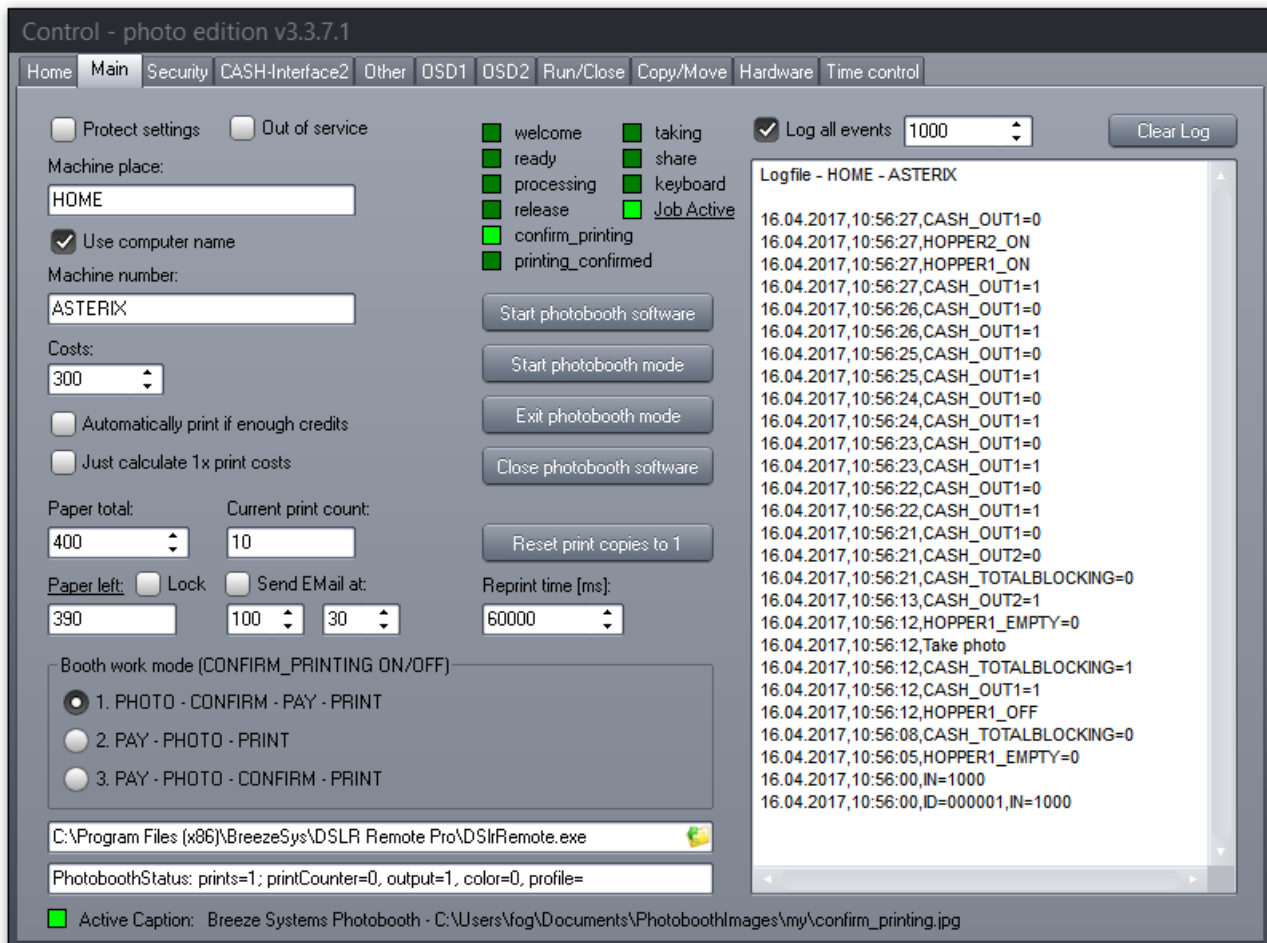 Control - photo edition v3.3.7.1
Home Main Security CASH-Interface2 Other OSD1 OSD2 Run/Close Copy/Move Hardware Time control
Protect settings Out of service
Machine place:
HOME
Use computer name
Machine number:
ASTERIX
Costs:
300
Automatically print if enough credits
Just calculate 1x print costs
Paper total: Current print count:
400 10
Paper left: Lock Send EMail at:
390 100 30
Booth work mode (CONFIRM_PRINTING ON/OFF)
1. PHOTO - CONFIRM - PAY - PRINT
2. PAY - PHOTO - PRINT
3. PAY - PHOTO - CONFIRM - PRINT
C:\Program Files (x86)\BreezeSys\DSLR Remote Pro\DSlrRemote.exe
PhotoboothStatus: prints=1; printCounter=0, output=1, color=0, profile=
Active Caption: Breeze Systems Photobooth - C:\Users\fog\Documents\PhotoboothImages\my\confirm_printing.jpg
welcome taking
ready share
processing keyboard
release Job Active
confirm_printing
printing_confirmed
Start photobooth software
Start photobooth mode
Exit photobooth mode
Close photobooth software
Reset print copies to 1
Reprint time [ms]:
60000
Log all events 1000 Clear Log
Logfile - HOME - ASTERIX
16.04.2017,10:56:27,CASH_OUT1=0
16.04.2017,10:56:27,HOPPER2_ON
16.04.2017,10:56:27,HOPPER1_ON
16.04.2017,10:56:27,CASH_OUT1=1
16.04.2017,10:56:26,CASH_OUT1=0
16.04.2017,10:56:26,CASH_OUT1=1
16.04.2017,10:56:25,CASH_OUT1=0
16.04.2017,10:56:25,CASH_OUT1=1
16.04.2017,10:56:24,CASH_OUT1=0
16.04.2017,10:56:24,CASH_OUT1=1
16.04.2017,10:56:23,CASH_OUT1=0
16.04.2017,10:56:23,CASH_OUT1=1
16.04.2017,10:56:22,CASH_OUT1=0
16.04.2017,10:56:22,CASH_OUT1=1
16.04.2017,10:56:21,CASH_OUT1=0
16.04.2017,10:56:21,CASH_OUT2=0
16.04.2017,10:56:21,CASH_TOTALBLOCKING=0
16.04.2017,10:56:13,CASH_OUT2=1
16.04.2017,10:56:12,HOPPER1_EMPTY=0
16.04.2017,10:56:12,Take photo
16.04.2017,10:56:12,CASH_TOTALBLOCKING=1
16.04.2017,10:56:12,CASH_OUT1=1
16.04.2017,10:56:12,HOPPER1_OFF
16.04.2017,10:56:08,CASH_TOTALBLOCKING=0
16.04.2017,10:56:05,HOPPER1_EMPTY=0
16.04.2017,10:56:00,IN=1000
16.04.2017,10:56:00,ID=000001,IN=1000